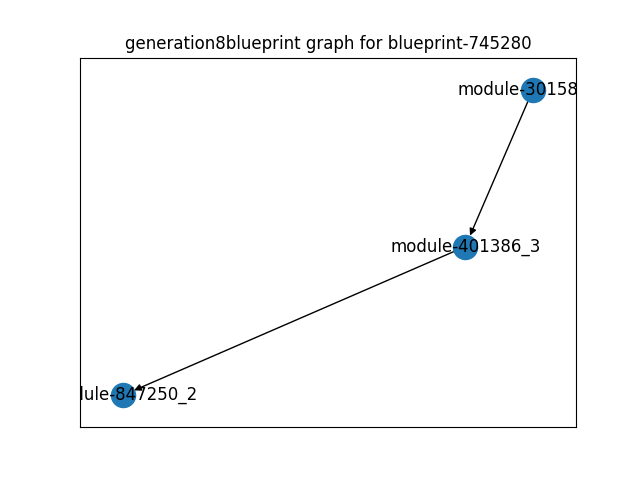 generation8blueprint graph for blueprint-745280
module-30158
module-401386_3
lule-847250_2